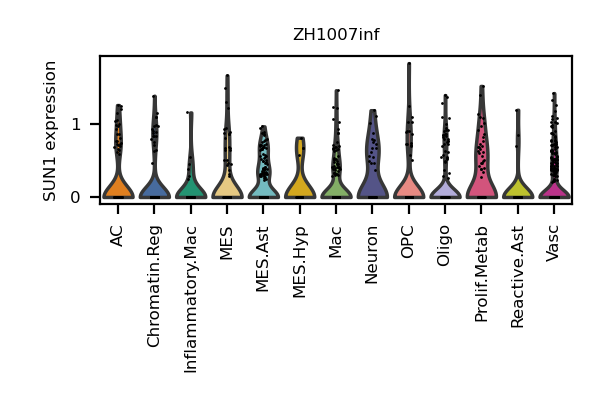 ZH1007inf
SUN1 expression
1
0
AC
Chromatin.Reg
Inflammatory.Mac
MES
MES.Ast
MES.Hyp
Mac
Neuron
OPC
Oligo
Prolif.Metab
Reactive.Ast
Vasc